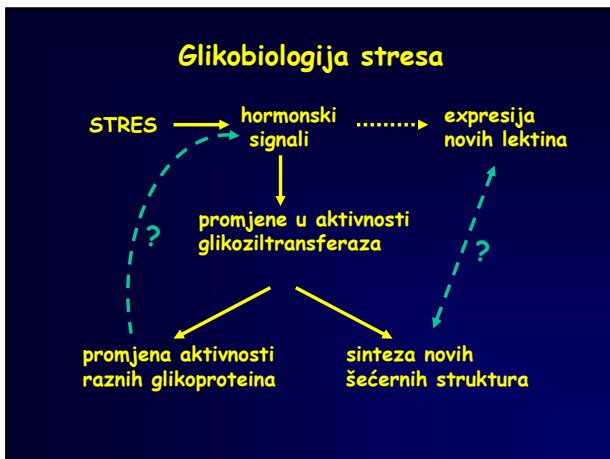 Glikobiologija stresa
STRES
hormonski
signali
expresija
novih lektina
promjene u aktivnosti
glikoziltransferaza
?
?
promjena aktivnosti
raznih glikoproteina
sinteza novih
šećernih struktura